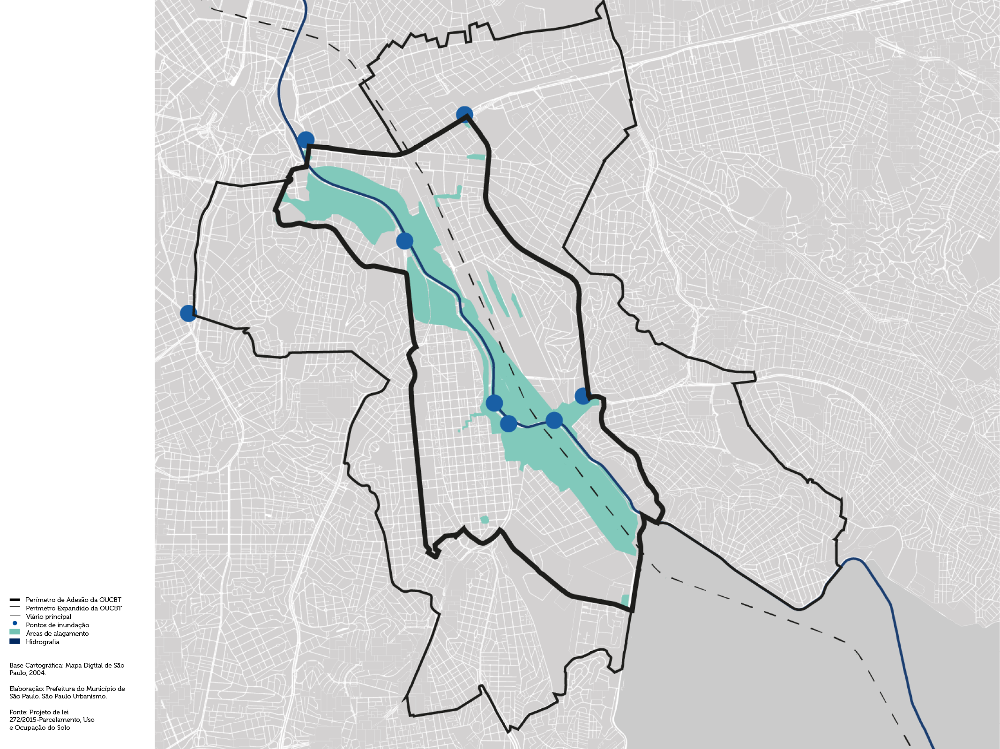 Perímetro de Adesão da OUCBT
Perímetro Expandido da OUCBT
Viário principal
Pontos de inundação
Áreas de alagamento
Hidrografia
Base Cartográfica: Mapa Digital de São
Paulo, 2004.
Elaboração: Prefeitura do Município de
São Paulo. São Paulo Urbanismo.
Fonte: Projeto de lei
272/2015-Parcelamento, Uso
e Ocupação do Solo